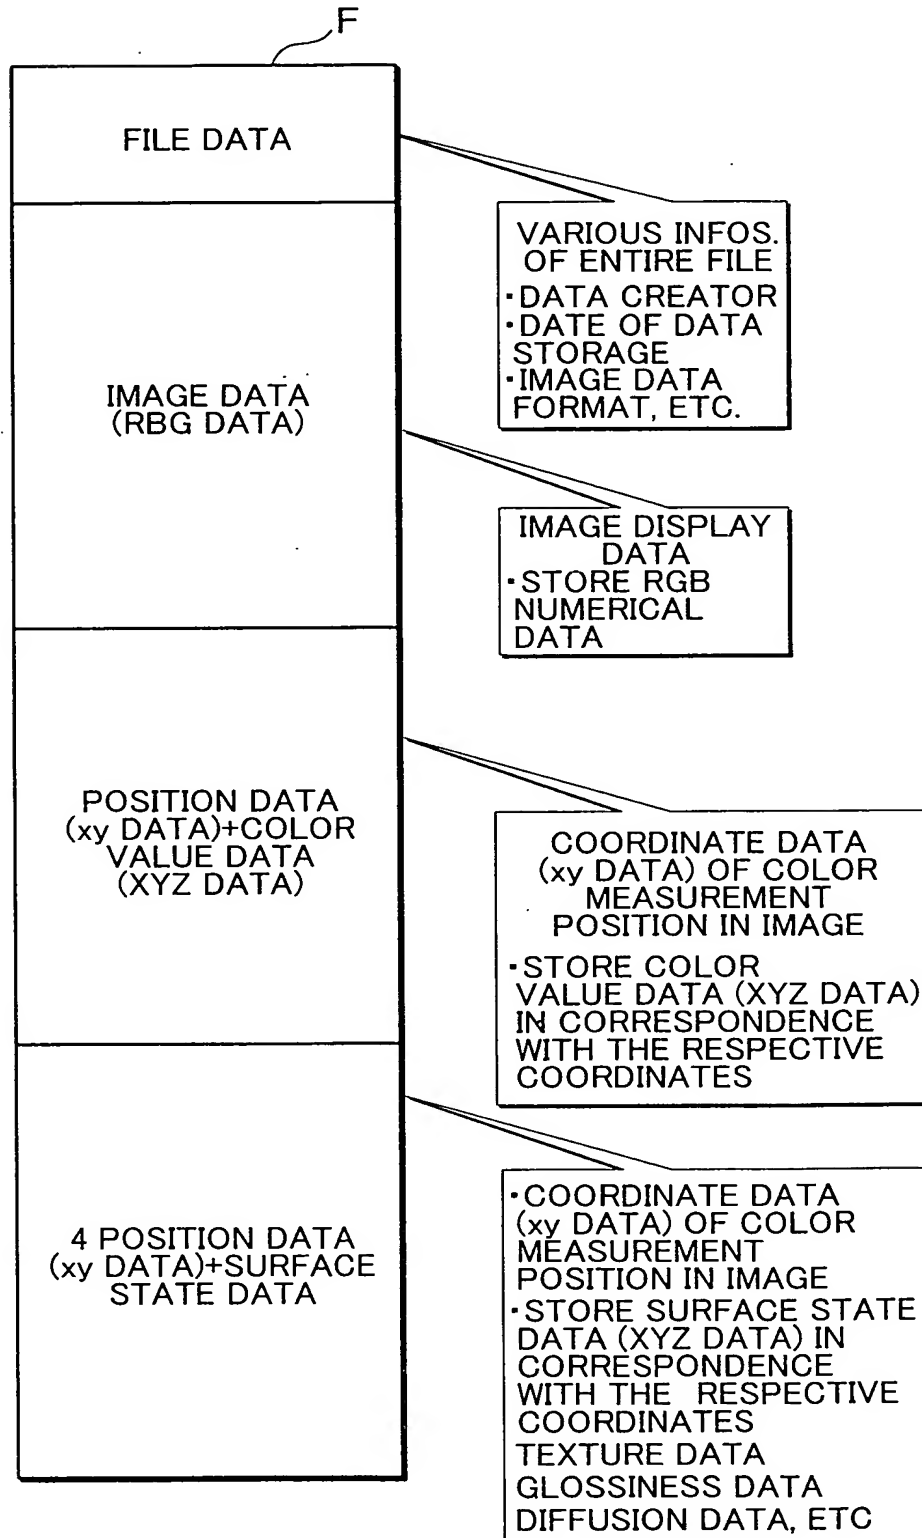 F
FILE DATA
VARIOUS INFOS.
OF ENTIRE FILE
・DATA CREATOR
・DATE OF DATA
STORAGE
・IMAGE DATA
FORMAT, ETC.
IMAGE DATA
(RBG DATA)
IMAGE DISPLAY
DATA
・STORE RGB
NUMERICAL
DATA
POSITION DATA
(xy DATA)+COLOR
VALUE DATA
(XYZ DATA)
COORDINATE DATA
(xy DATA) OF COLOR
MEASUREMENT
POSITION IN IMAGE
・STORE COLOR
VALUE DATA (XYZ DATA)
IN CORRESPONDENCE
WITH THE RESPECTIVE
COORDINATES
4 POSITION DATA
(xy DATA)+SURFACE
STATE DATA
・COORDINATE DATA
(xy DATA) OF COLOR
MEASUREMENT
POSITION IN IMAGE
・STORE SURFACE STATE
DATA (XYZ DATA) IN
CORRESPONDENCE
WITH THE RESPECTIVE
COORDINATES
TEXTURE DATA
GLOSSINESS DATA
DIFFUSION DATA, ETC